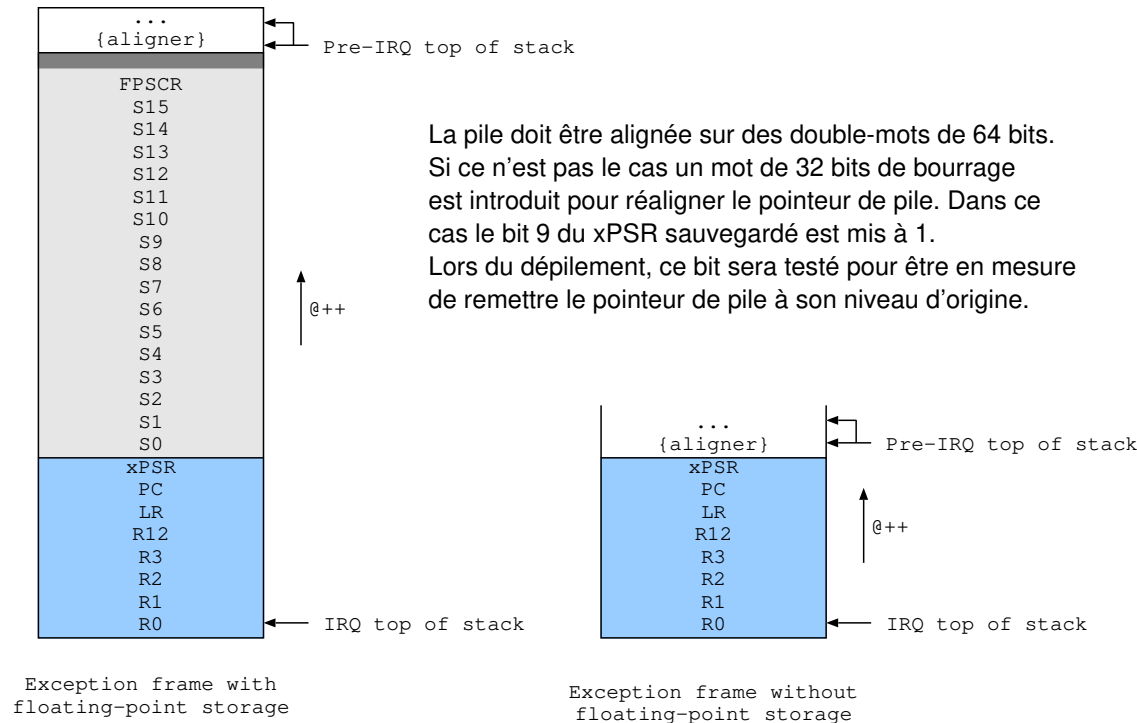 ...
{aligner}
Pre-IRQ top of stack
FPSCR
S15
S14
S13
S12
S11
S10
S9
S8
S7
S6
S5
S4
S3
S2
S1
S0
xPSR
PC
LR
R12
R3
R2
R1
R0
@++
IRQ top of stack
Exception frame with
floating-point storage
La pile doit être alignée sur des double-mots de 64 bits.
Si ce n'est pas le cas un mot de 32 bits de bourrage
est introduit pour réaligner le pointeur de pile. Dans ce
cas le bit 9 du xPSR sauvegardé est mis à 1.
Lors du dépilement, ce bit sera testé pour être en mesure
de remettre le pointeur de pile à son niveau d'origine.
...
{aligner}
Pre-IRQ top of stack
xPSR
PC
LR
R12
R3
R2
R1
R0
@++
IRQ top of stack
Exception frame without
floating-point storage